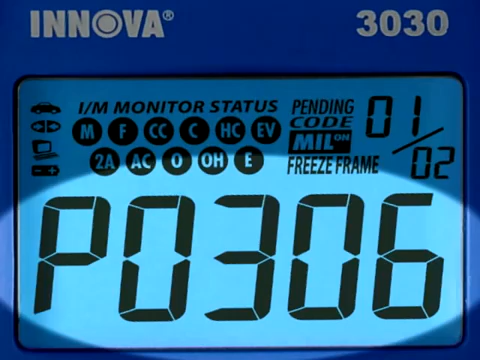 INNOVA® 3030
I/M MONITOR STATUS
M F CC C HC EV
2A AC O OH E
PENDING
CODE
MIL ON
FREEZE FRAME
01/02
P0306